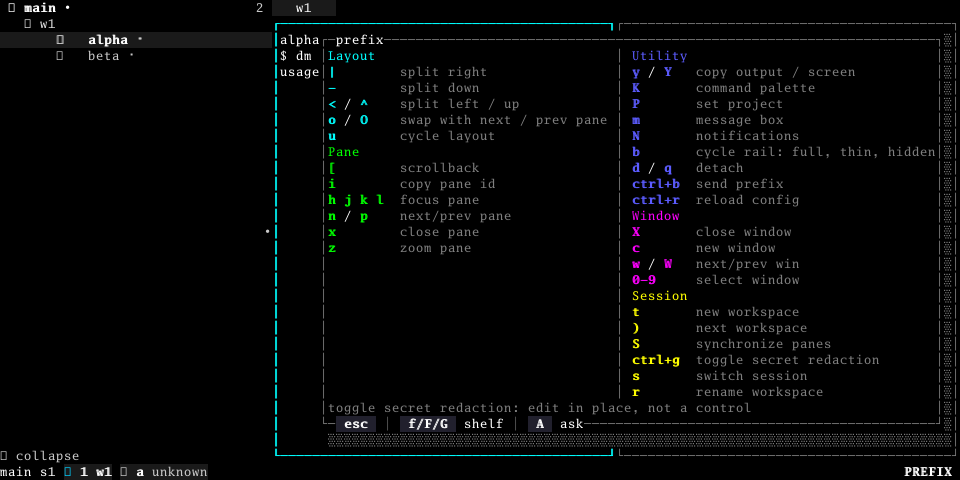 main • 2 w1
w1
alpha • alpha prefix
beta • $ dm Layout Utility
usage | split right y / Y copy output / screen
− split down K command palette
< / ^ split left / up P set project
o / O swap with next / prev pane m message box
u cycle layout N notifications
Pane b cycle rail: full, thin, hidden
[ scrollback d / q detach
i copy pane id ctrl+b send prefix
h j k l focus pane ctrl+r reload config
n / p next/prev pane Window
• x close pane X close window
z zoom pane c new window
w / W next/prev win
0−9 select window
Session
t new workspace
) next workspace
S synchronize panes
ctrl+g toggle secret redaction
s switch session
r rename workspace
toggle secret redaction: edit in place, not a control
esc │ f/F/G shelf │ A ask
collapse
main s1 1 w1 a unknown PREFIX